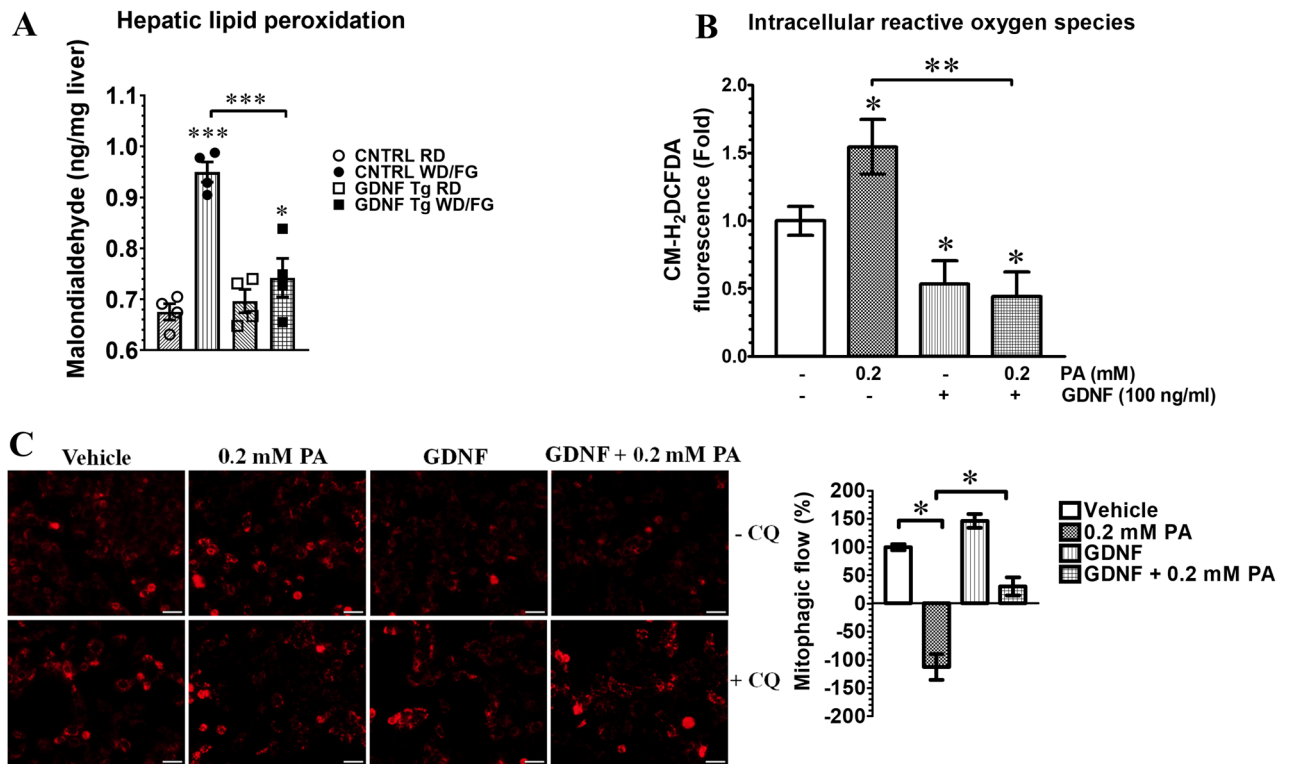 A
Hepatic lipid peroxidation
Malondialdehyde (ng/mg liver)
1.1
1.0
0.9
0.8
0.7
0.6
***
***
*
CNTRL RD
CNTRL WD/FG
GDNF Tg RD
GDNF Tg WD/FG
B
Intracellular reactive oxygen species
CM-H₂DCFDA
fluorescence (Fold)
2.0
1.5
1.0
0.5
0.0
**
*
*
*
- 0.2 - 0.2 PA (mM)
- - + + GDNF (100 ng/ml)
C
Vehicle
0.2 mM PA
GDNF
GDNF + 0.2 mM PA
- CQ
+ CQ
Mitophagic flow (%)
200
150
100
50
0
-50
-100
-150
-200
*
*
Vehicle
0.2 mM PA
GDNF
GDNF + 0.2 mM PA